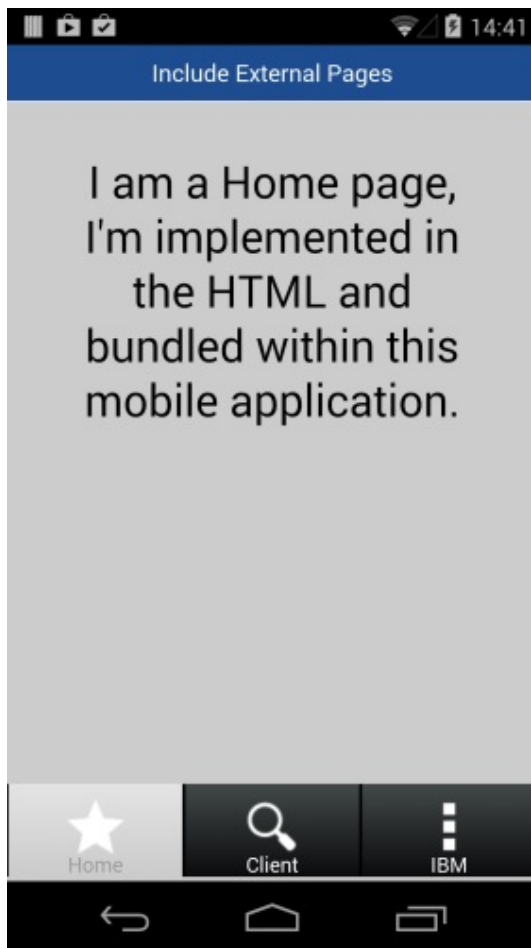 14:41
Include External Pages
I am a Home page,
I'm implemented in
the HTML and
bundled within this
mobile application.
Home
Client
IBM